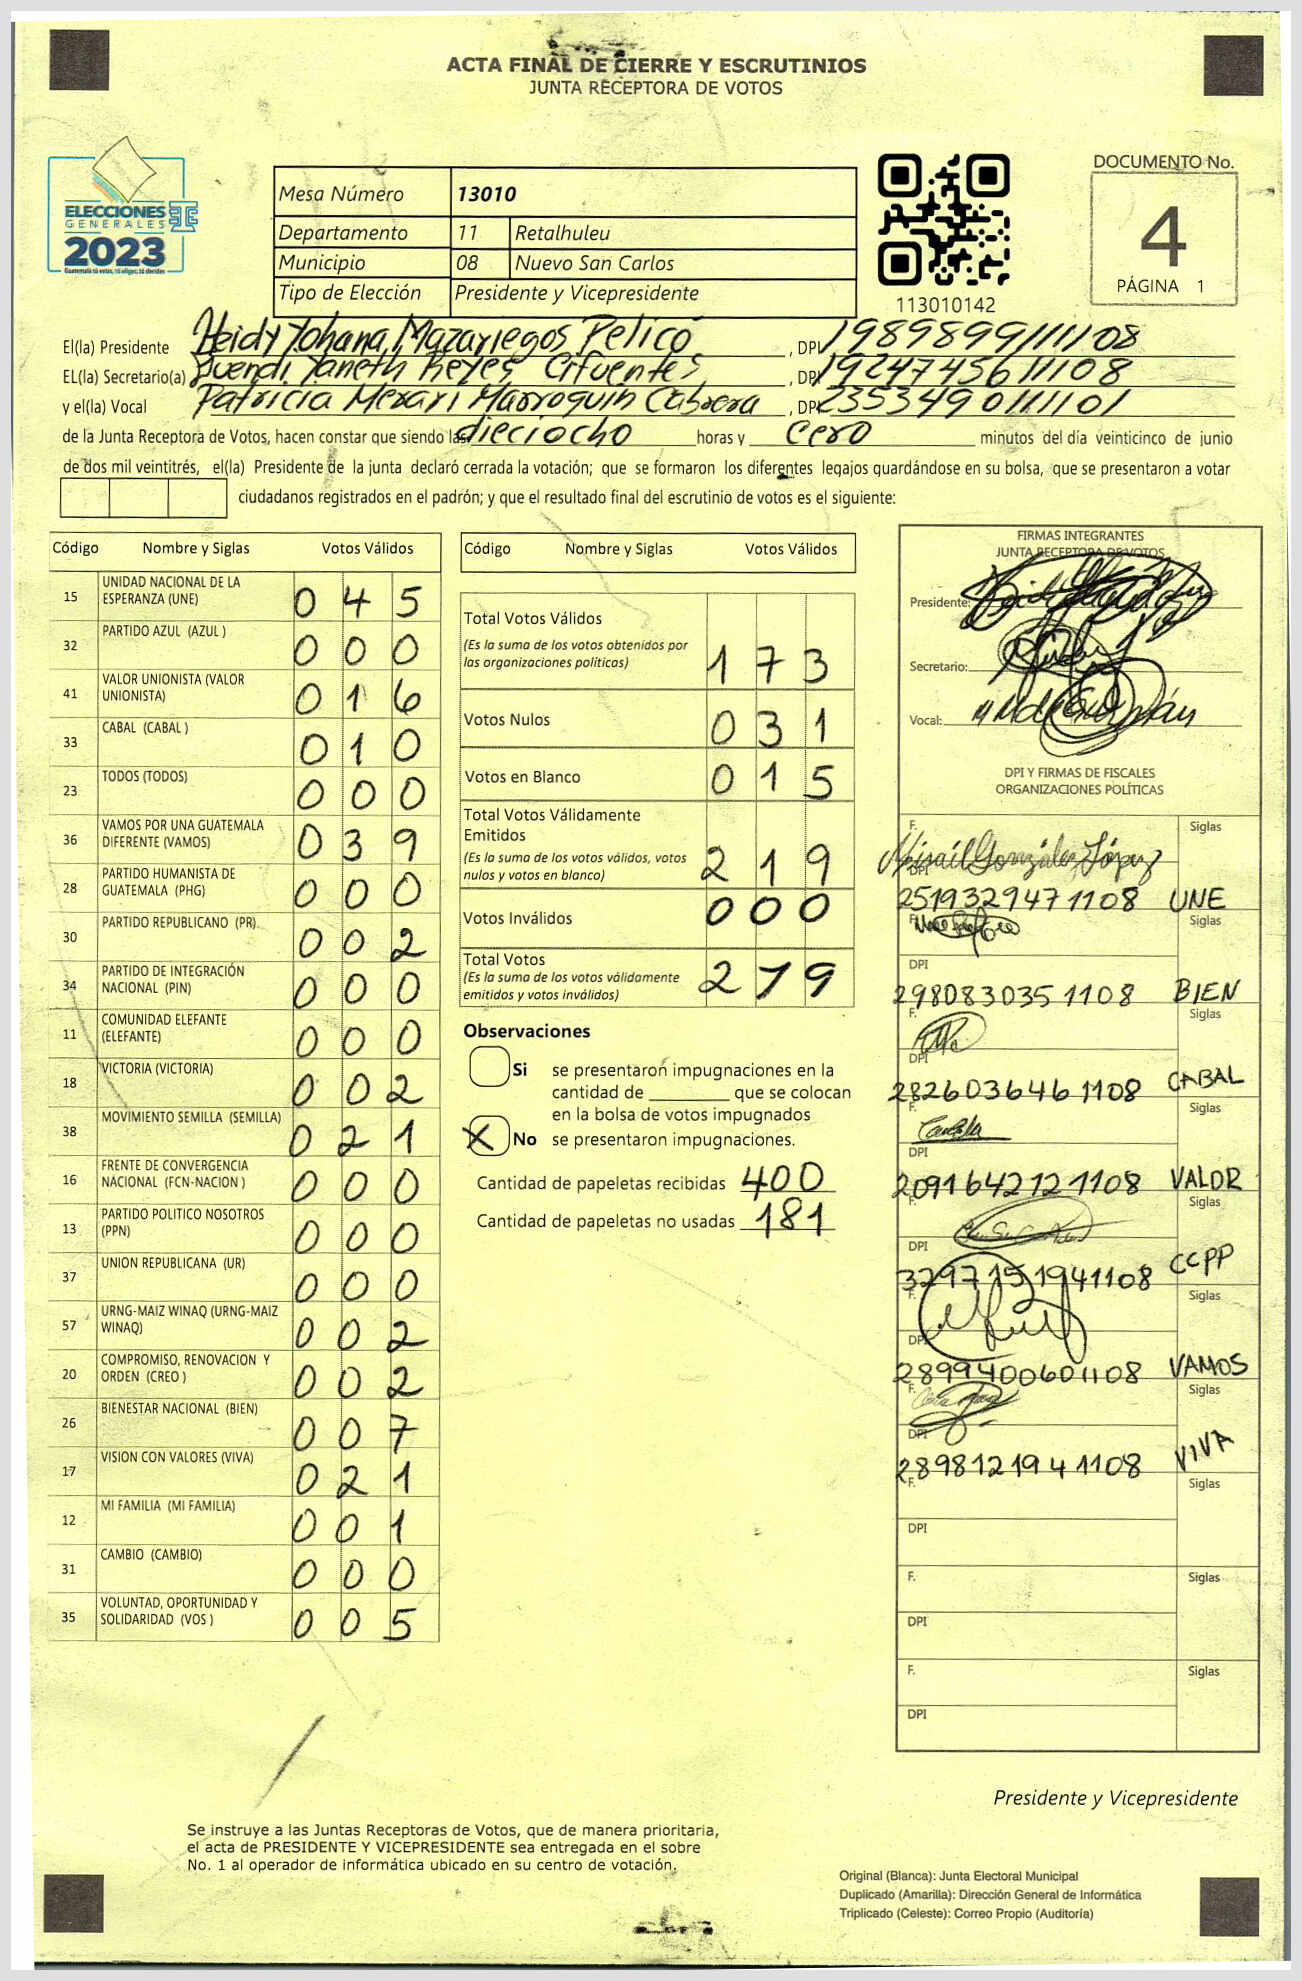 ACTA FINAL DE CIERRE Y ESCRUTINIOS
JUNTA RECEPTORA DE VOTOS
ELECCIONES
GENERALES
2023
Guatemala tú votas, tú eliges, tú decides
Mesa Número 13010
Departamento 11 Retalhuleu
Municipio 08 Nuevo San Carlos
Tipo de Elección Presidente y Vicepresidente
113010142
DOCUMENTO No.
4
PÁGINA 1
El(la) Presidente Heidy Yohana Mazariegos Pelicó , DPI 1989899111108
EL(la) Secretario(a) Yaneth Reyes Cifuentes , DPI 1924745611108
y el(la) Vocal Patricia Merari Marroquin Cabrera , DPI 2353490111101
de la Junta Receptora de Votos, hacen constar que siendo las dieciocho horas y cero minutos del día veinticinco de junio
de dos mil veintitrés, el(la) Presidente de la junta declaró cerrada la votación; que se formaron los diferentes legajos guardándose en su bolsa, que se presentaron a votar
ciudadanos registrados en el padrón; y que el resultado final del escrutinio de votos es el siguiente:
Código Nombre y Siglas Votos Válidos
15 UNIDAD NACIONAL DE LA ESPERANZA (UNE) 0 4 5
32 PARTIDO AZUL (AZUL ) 0 0 0
41 VALOR UNIONISTA (VALOR UNIONISTA) 0 1 6
33 CABAL (CABAL ) 0 1 0
23 TODOS (TODOS) 0 0 0
36 VAMOS POR UNA GUATEMALA DIFERENTE (VAMOS) 0 3 9
28 PARTIDO HUMANISTA DE GUATEMALA (PHG) 0 0 0
30 PARTIDO REPUBLICANO (PR) 0 0 2
34 PARTIDO DE INTEGRACIÓN NACIONAL (PIN) 0 0 0
11 COMUNIDAD ELEFANTE (ELEFANTE) 0 0 0
18 VICTORIA (VICTORIA) 0 0 2
38 MOVIMIENTO SEMILLA (SEMILLA) 0 2 1
16 FRENTE DE CONVERGENCIA NACIONAL (FCN-NACION ) 0 0 0
13 PARTIDO POLITICO NOSOTROS (PPN) 0 0 0
37 UNION REPUBLICANA (UR) 0 0 0
57 URNG-MAIZ WINAQ (URNG-MAIZ WINAQ) 0 0 2
20 COMPROMISO, RENOVACION Y ORDEN (CREO ) 0 0 2
26 BIENESTAR NACIONAL (BIEN) 0 0 7
17 VISION CON VALORES (VIVA) 0 2 1
12 MI FAMILIA (MI FAMILIA) 0 0 1
31 CAMBIO (CAMBIO) 0 0 0
35 VOLUNTAD, OPORTUNIDAD Y SOLIDARIDAD (VOS ) 0 0 5
Código Nombre y Siglas Votos Válidos
Total Votos Válidos
(Es la suma de los votos obtenidos por
las organizaciones políticas) 1 7 3
Votos Nulos 0 3 1
Votos en Blanco 0 1 5
Total Votos Válidamente
Emitidos
(Es la suma de los votos válidos, votos
nulos y votos en blanco) 2 1 9
Votos Inválidos 0 0 0
Total Votos
(Es la suma de los votos válidamente
emitidos y votos inválidos) 2 1 9
Observaciones
Si se presentaron impugnaciones en la
cantidad de ________ que se colocan
en la bolsa de votos impugnados
X No se presentaron impugnaciones.
Cantidad de papeletas recibidas 400
Cantidad de papeletas no usadas 181
FIRMAS INTEGRANTES
JUNTA RECEPTORA DE VOTOS
Presidente:
Secretario:
Vocal:
DPI Y FIRMAS DE FISCALES
ORGANIZACIONES POLÍTICAS
F. Misaíl González López Siglas
DPI 2519329471108 UNE
F. Siglas
DPI 2980830351108 BIEN
F. Siglas
DPI 2826036461108 CABAL
F. Siglas
DPI 2091642121108 VALOR
F. Siglas
DPI 3297151941108 CCPP
F. Siglas
DPI 2899400601108 VAMOS
F. Siglas
DPI 2898121941108 VIVA
F. Siglas
DPI
F. Siglas
DPI
F. Siglas
DPI
Presidente y Vicepresidente
Se instruye a las Juntas Receptoras de Votos, que de manera prioritaria,
el acta de PRESIDENTE Y VICEPRESIDENTE sea entregada en el sobre
No. 1 al operador de informática ubicado en su centro de votación.
Original (Blanca): Junta Electoral Municipal
Duplicado (Amarilla): Dirección General de Informática
Triplicado (Celeste): Correo Propio (Auditoría)